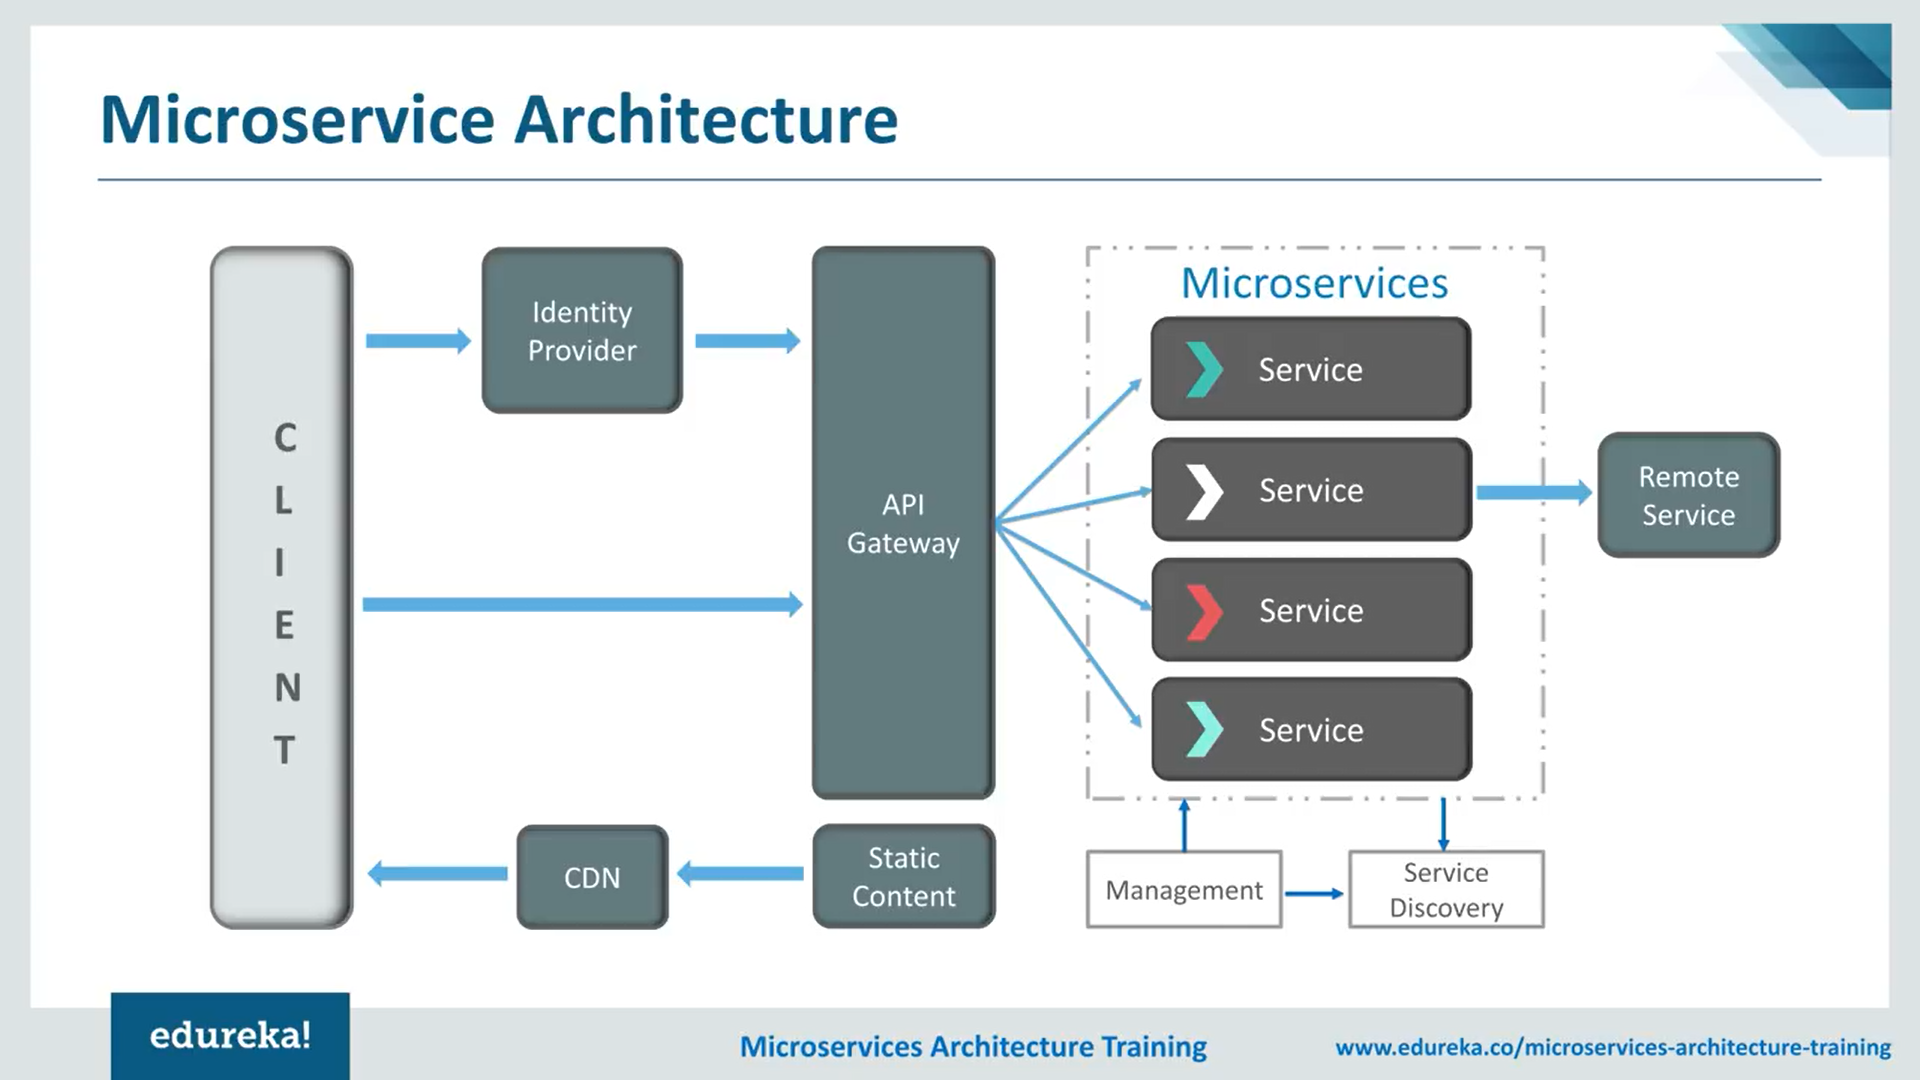 Microservice Architecture
C
L
I
E
N
T
Identity
Provider
API
Gateway
Microservices
Service
Service
Service
Service
Remote
Service
CDN
Static
Content
Management
Service
Discovery
edureka!
Microservices Architecture Training
www.edureka.co/microservices-architecture-training